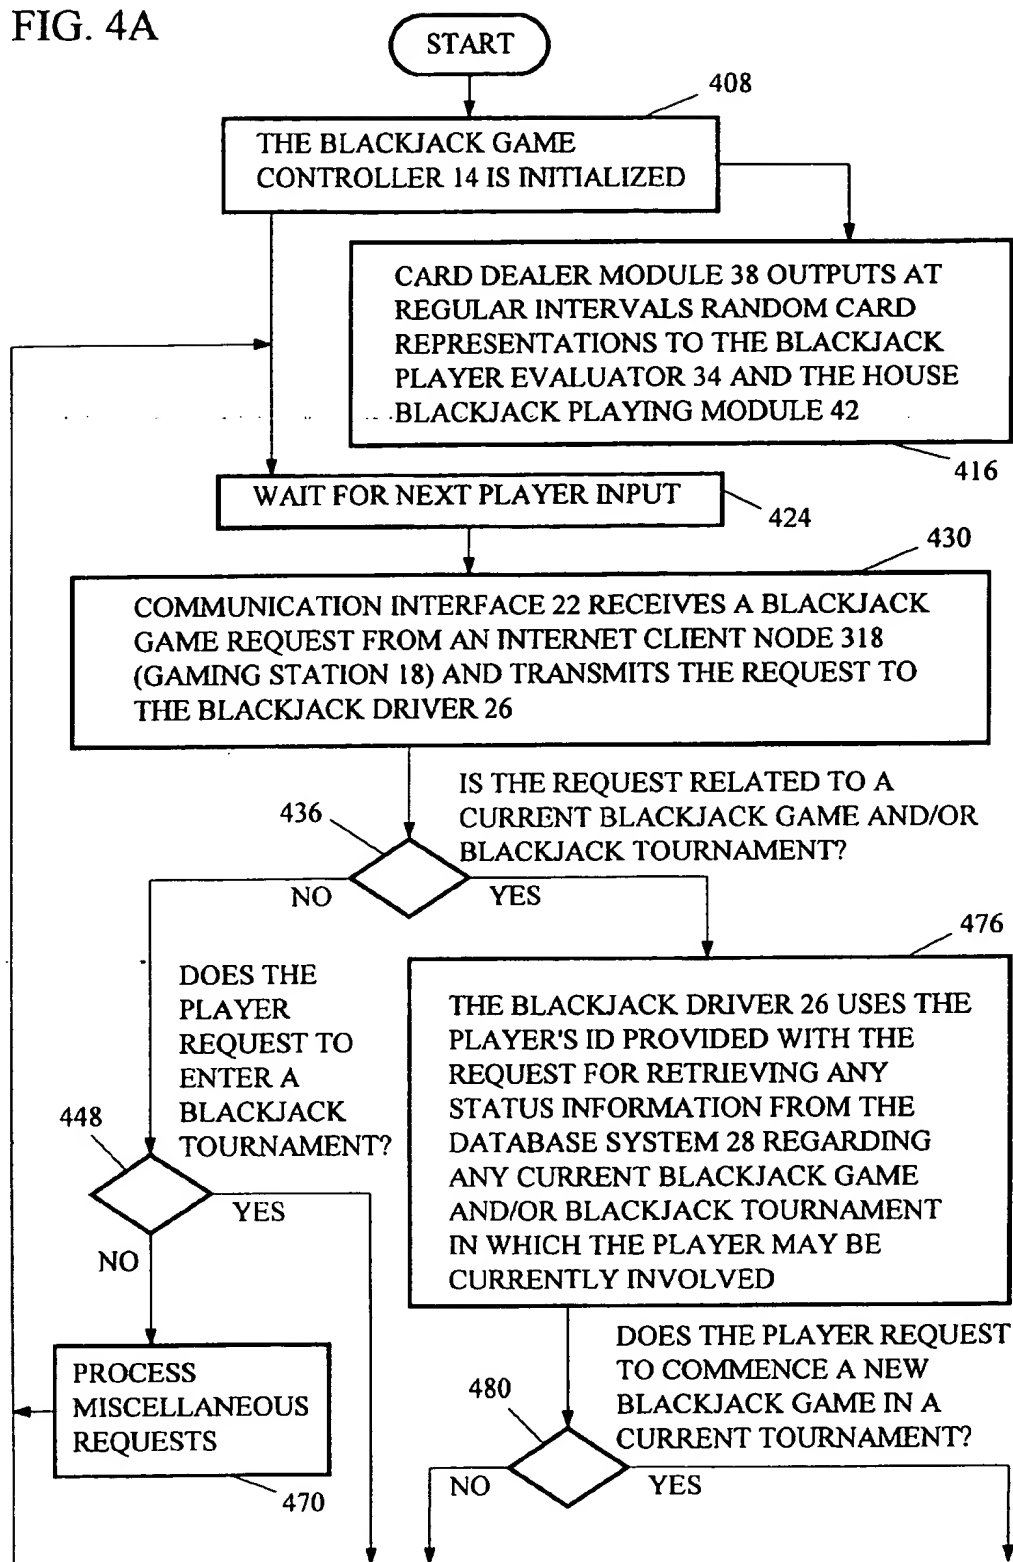 FIG. 4A
START
408
THE BLACKJACK GAME
CONTROLLER 14 IS INITIALIZED
CARD DEALER MODULE 38 OUTPUTS AT
REGULAR INTERVALS RANDOM CARD
REPRESENTATIONS TO THE BLACKJACK
PLAYER EVALUATOR 34 AND THE HOUSE
BLACKJACK PLAYING MODULE 42
416
WAIT FOR NEXT PLAYER INPUT
424
430
COMMUNICATION INTERFACE 22 RECEIVES A BLACKJACK
GAME REQUEST FROM AN INTERNET CLIENT NODE 318
(GAMING STATION 18) AND TRANSMITS THE REQUEST TO
THE BLACKJACK DRIVER 26
IS THE REQUEST RELATED TO A
CURRENT BLACKJACK GAME AND/OR
BLACKJACK TOURNAMENT?
436
NO
YES
476
DOES THE
PLAYER
REQUEST TO
ENTER A
BLACKJACK
TOURNAMENT?
448
YES
NO
THE BLACKJACK DRIVER 26 USES THE
PLAYER'S ID PROVIDED WITH THE
REQUEST FOR RETRIEVING ANY
STATUS INFORMATION FROM THE
DATABASE SYSTEM 28 REGARDING
ANY CURRENT BLACKJACK GAME
AND/OR BLACKJACK TOURNAMENT
IN WHICH THE PLAYER MAY BE
CURRENTLY INVOLVED
PROCESS
MISCELLANEOUS
REQUESTS
470
DOES THE PLAYER REQUEST
TO COMMENCE A NEW
BLACKJACK GAME IN A
CURRENT TOURNAMENT?
480
NO
YES